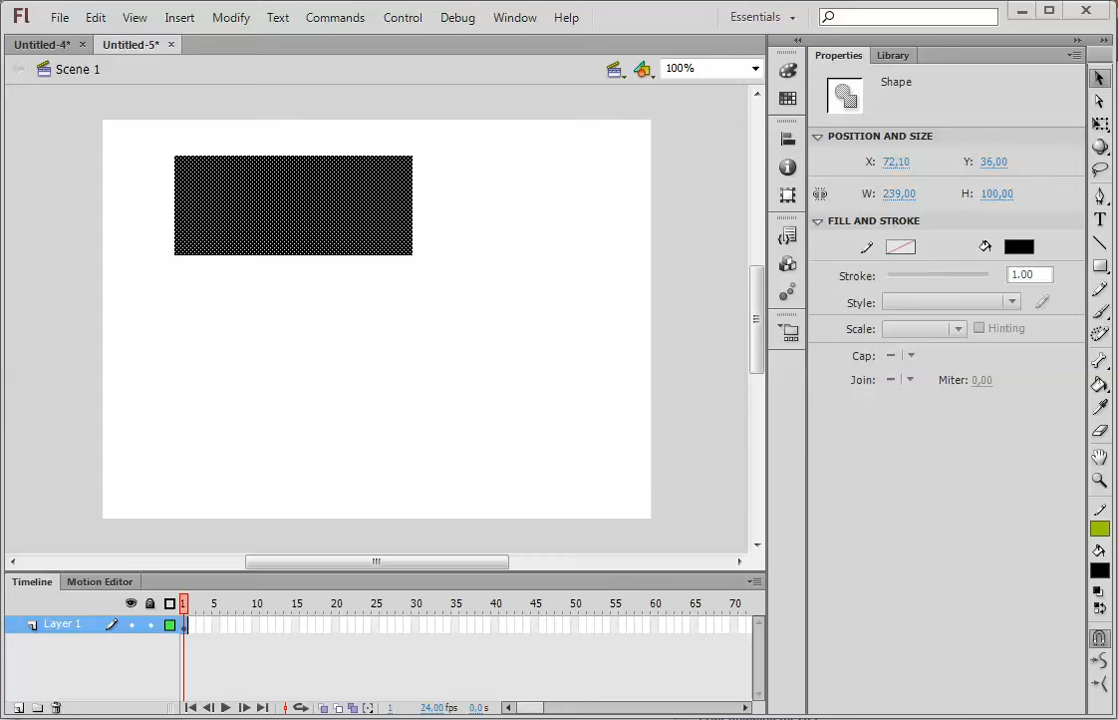 Fl File Edit View Insert Modify Text Commands Control Debug Window Help Essentials
Untitled-4* × Untitled-5* ×
Scene 1 100%
Properties Library
Shape
POSITION AND SIZE
X: 72,10 Y: 36,00
W: 239,00 H: 100,00
FILL AND STROKE
Stroke: 1.00
Style:
Scale: Hinting
Cap:
Join: Miter: 0,00
Timeline Motion Editor
1 5 10 15 20 25 30 35 40 45 50 55 60 65 70
Layer 1
1 24,00 fps 0,0 s